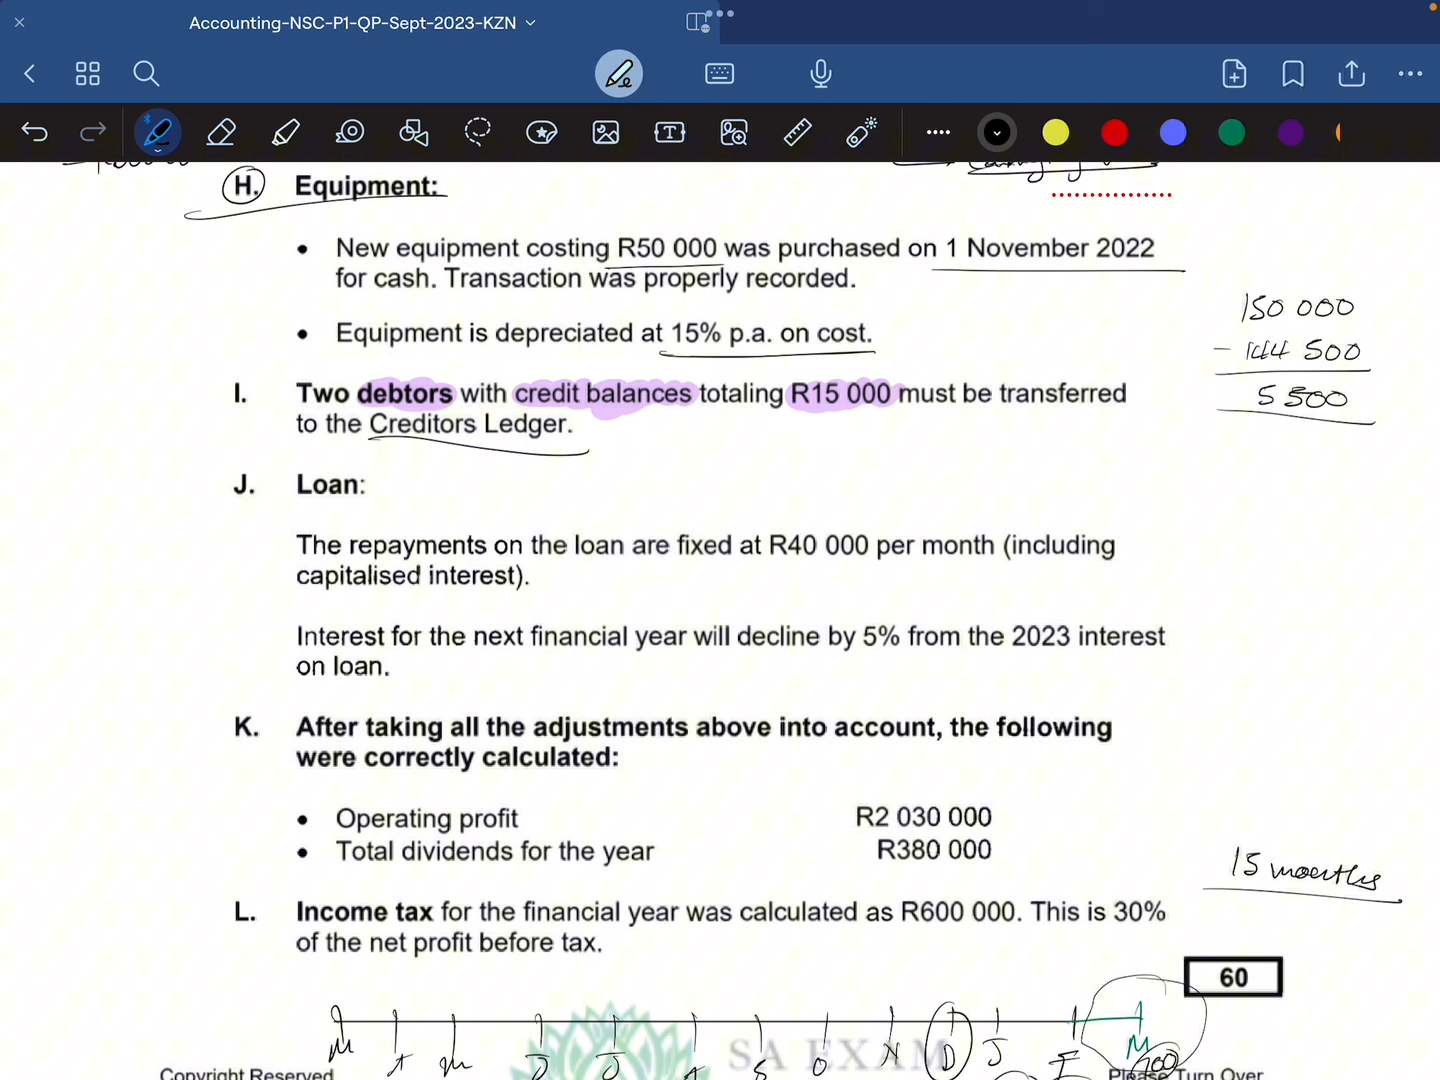 Accounting-NSC-P1-QP-Sept-2023-KZN
H. Equipment:
• New equipment costing R50 000 was purchased on 1 November 2022
for cash. Transaction was properly recorded.
• Equipment is depreciated at 15% p.a. on cost.
150 000
- 144 500
5 500
I. Two debtors with credit balances totaling R15 000 must be transferred
to the Creditors Ledger.
J. Loan:
The repayments on the loan are fixed at R40 000 per month (including
capitalised interest).
Interest for the next financial year will decline by 5% from the 2023 interest
on loan.
K. After taking all the adjustments above into account, the following
were correctly calculated:
• Operating profit R2 030 000
• Total dividends for the year R380 000
15 months
L. Income tax for the financial year was calculated as R600 000. This is 30%
of the net profit before tax.
60
SA EXAM
M A M J J A S O N D J F M
Copyright Reserved Please Turn Over